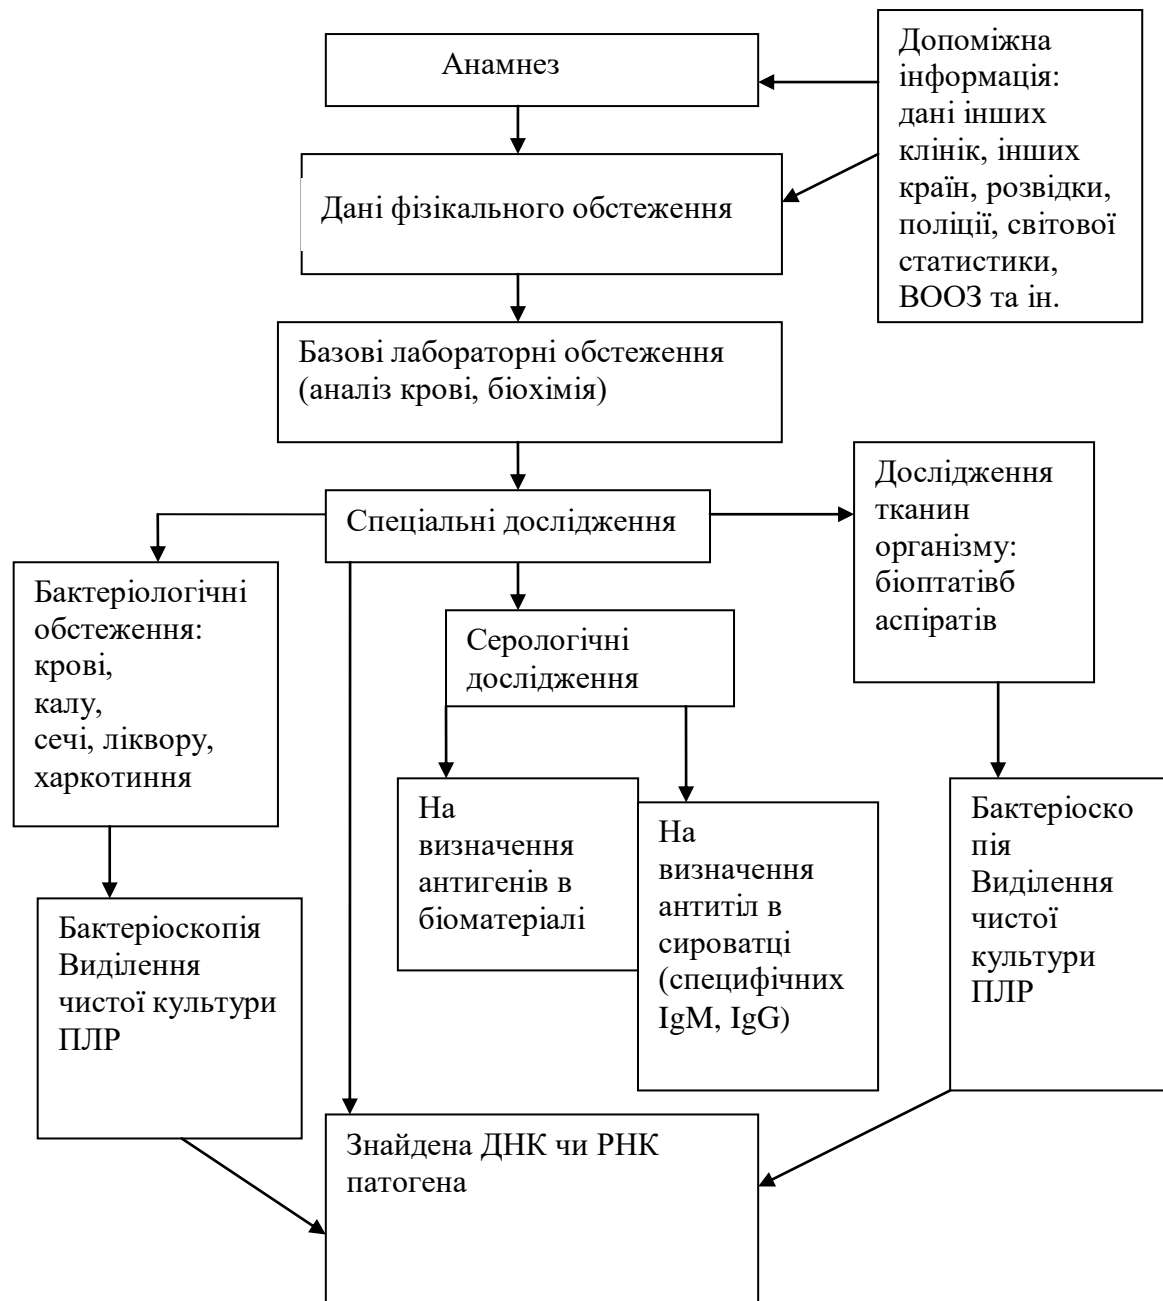 Анамнез
Допоміжна
інформація:
дані інших
клінік, інших
країн, розвідки,
поліції, світової
статистики,
ВООЗ та ін.
Дані фізікального обстеження
Базові лабораторні обстеження
(аналіз крові, біохімія)
Спеціальні дослідження
Дослідження
тканин
організму:
біоптатівб
аспіратів
Бактеріологічні
обстеження:
крові,
калу,
сечі, ліквору,
харкотиння
Серологічні
дослідження
На
визначення
антигенів в
біоматеріалі
На
визначення
антитіл в
сироватці
(специфічних
IgM, IgG)
Бактеріоско
пія
Виділення
чистої
культури
ПЛР
Бактеріоскопія
Виділення
чистої культури
ПЛР
Знайдена ДНК чи РНК
патогена